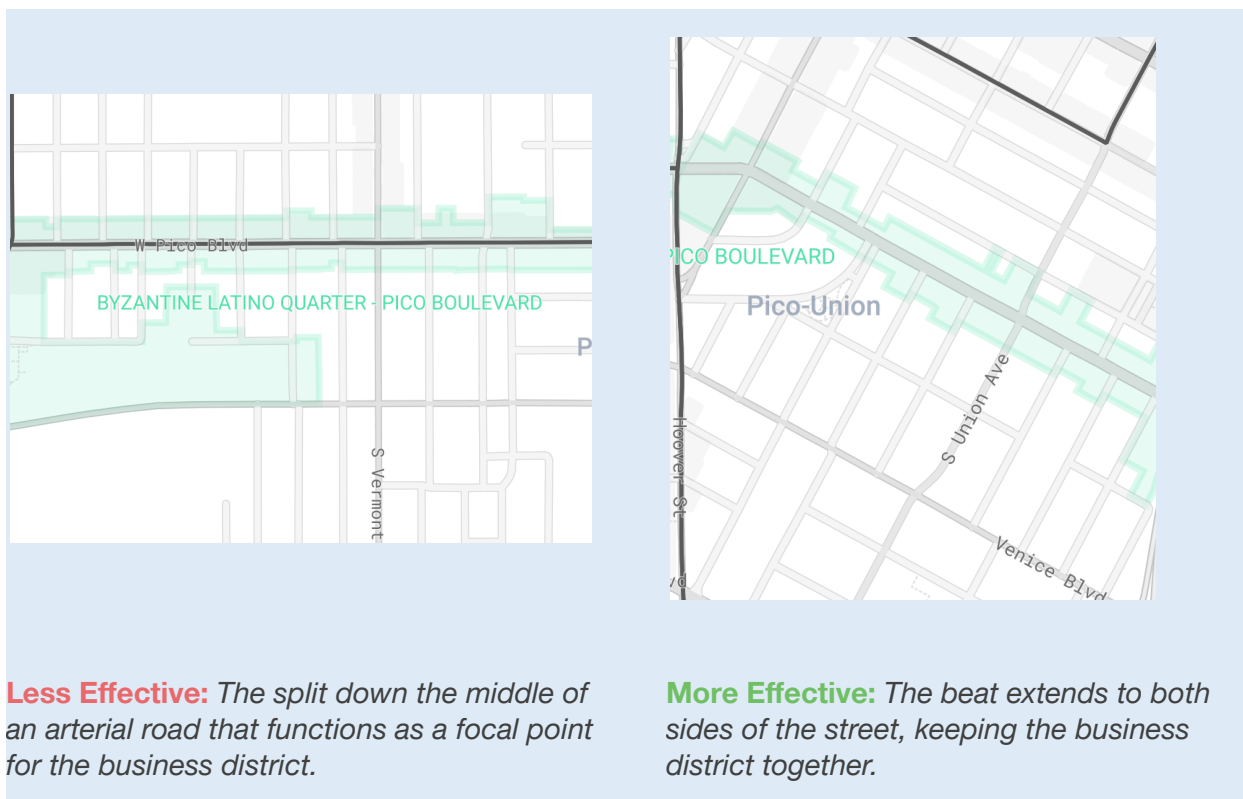 W Pico Blvd
BYZANTINE LATINO QUARTER - PICO BOULEVARD
P
S Vermont
PICO BOULEVARD
Pico-Union
S Union Ave
Hoover St
Venice Blvd
vd
Less Effective: The split down the middle of
an arterial road that functions as a focal point
for the business district.
More Effective: The beat extends to both
sides of the street, keeping the business
district together.